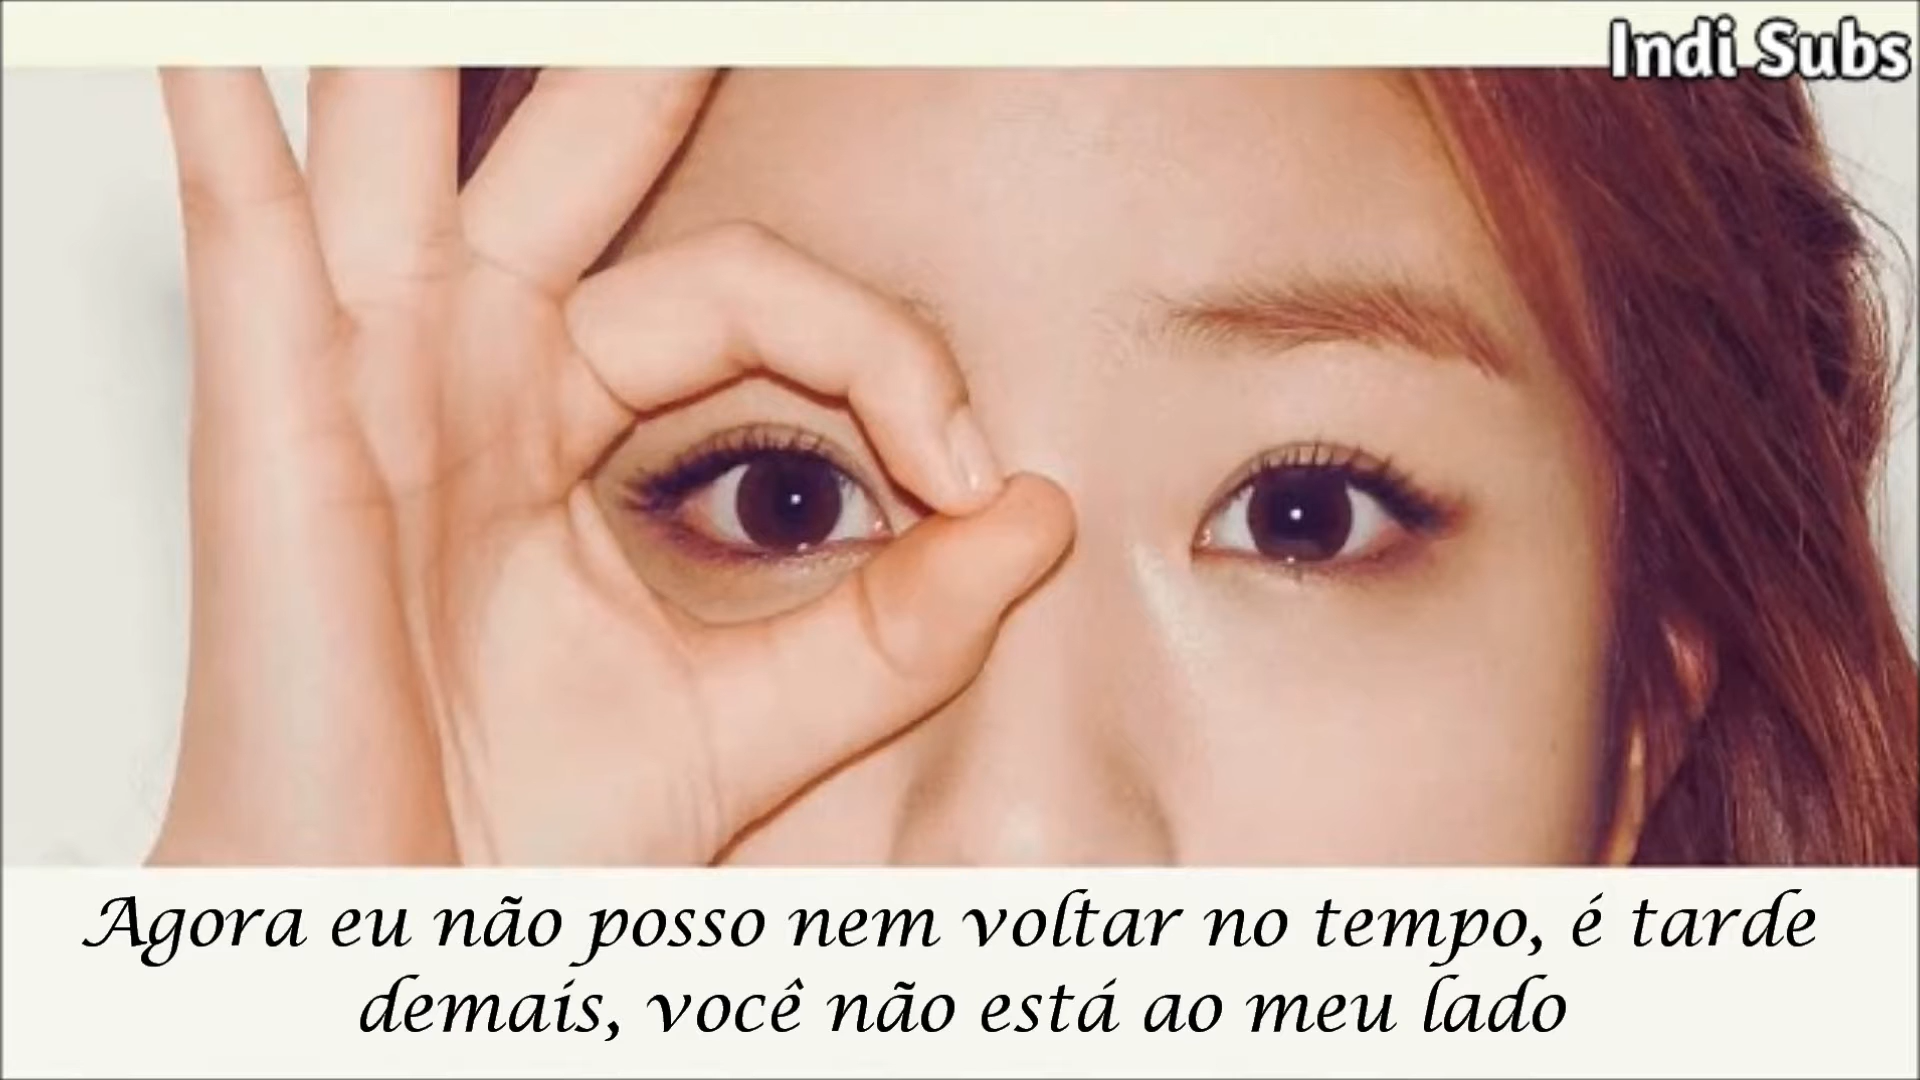 Indi Subs
Agora eu não posso nem voltar no tempo, é tarde
demais, você não está ao meu lado